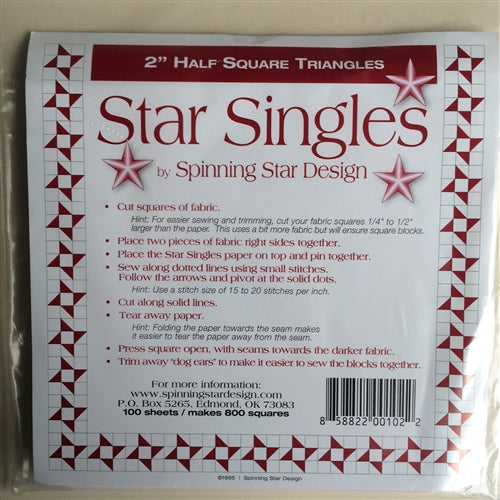 2" HALF SQUARE TRIANGLES
Star Singles
by Spinning Star Design
• Cut squares of fabric.
Hint: For easier sewing and trimming, cut your fabric squares 1/4" to 1/2"
larger than the paper. This uses a bit more fabric but will ensure square blocks.
• Place two pieces of fabric right sides together.
• Place the Star Singles paper on top and pin together.
• Sew along dotted lines using small stitches.
Follow the arrows and pivot at the solid dots.
Hint: Use a stitch size of 15 to 20 stitches per inch.
• Cut along solid lines.
• Tear away paper.
Hint: Folding the paper towards the seam makes
it easier to tear the paper away from the seam.
• Press square open, with seams towards the darker fabric.
• Trim away "dog ears" to make it easier to sew the blocks together.
For more information:
www.spinningstardesign.com
P.O. Box 5265, Edmond, OK 73083
100 sheets / makes 800 squares
8 58822 00102 2
©1995 | Spinning Star Design